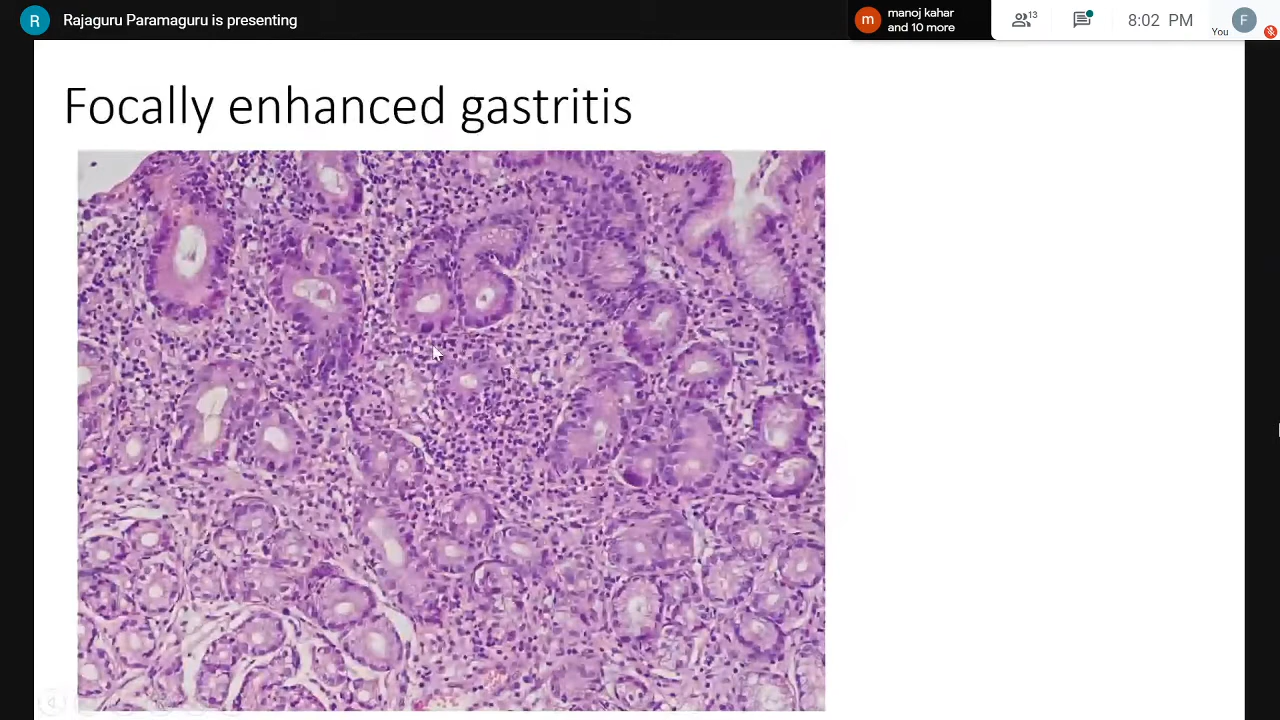 R
Rajaguru Paramaguru is presenting
m
manoj kahar
and 10 more
13
8:02 PM
You
F
Focally enhanced gastritis